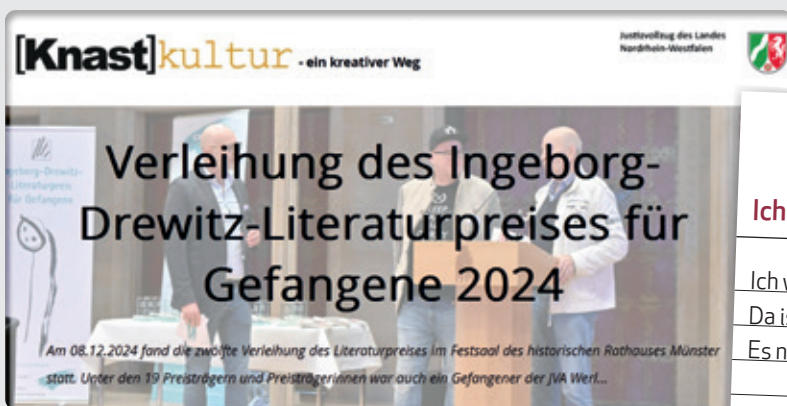 [Knast]kultur - ein kreativer Weg
Justizvollzug des Landes
Nordrhein-Westfalen
Verleihung des Ingeborg-
Drewitz-Literaturpreises für
Gefangene 2024
Am 08.12.2024 fand die zwölfte Verleihung des Literaturpreises im Festsaal des historischen Rathauses Münster
statt. Unter den 19 Preisträgern und Preisträgerinnen war auch ein Gefangener der JVA Werl...
Ingeborg-Drewitz-
Literaturpreis
für Gefangene
Ich
Ich
Da
Es